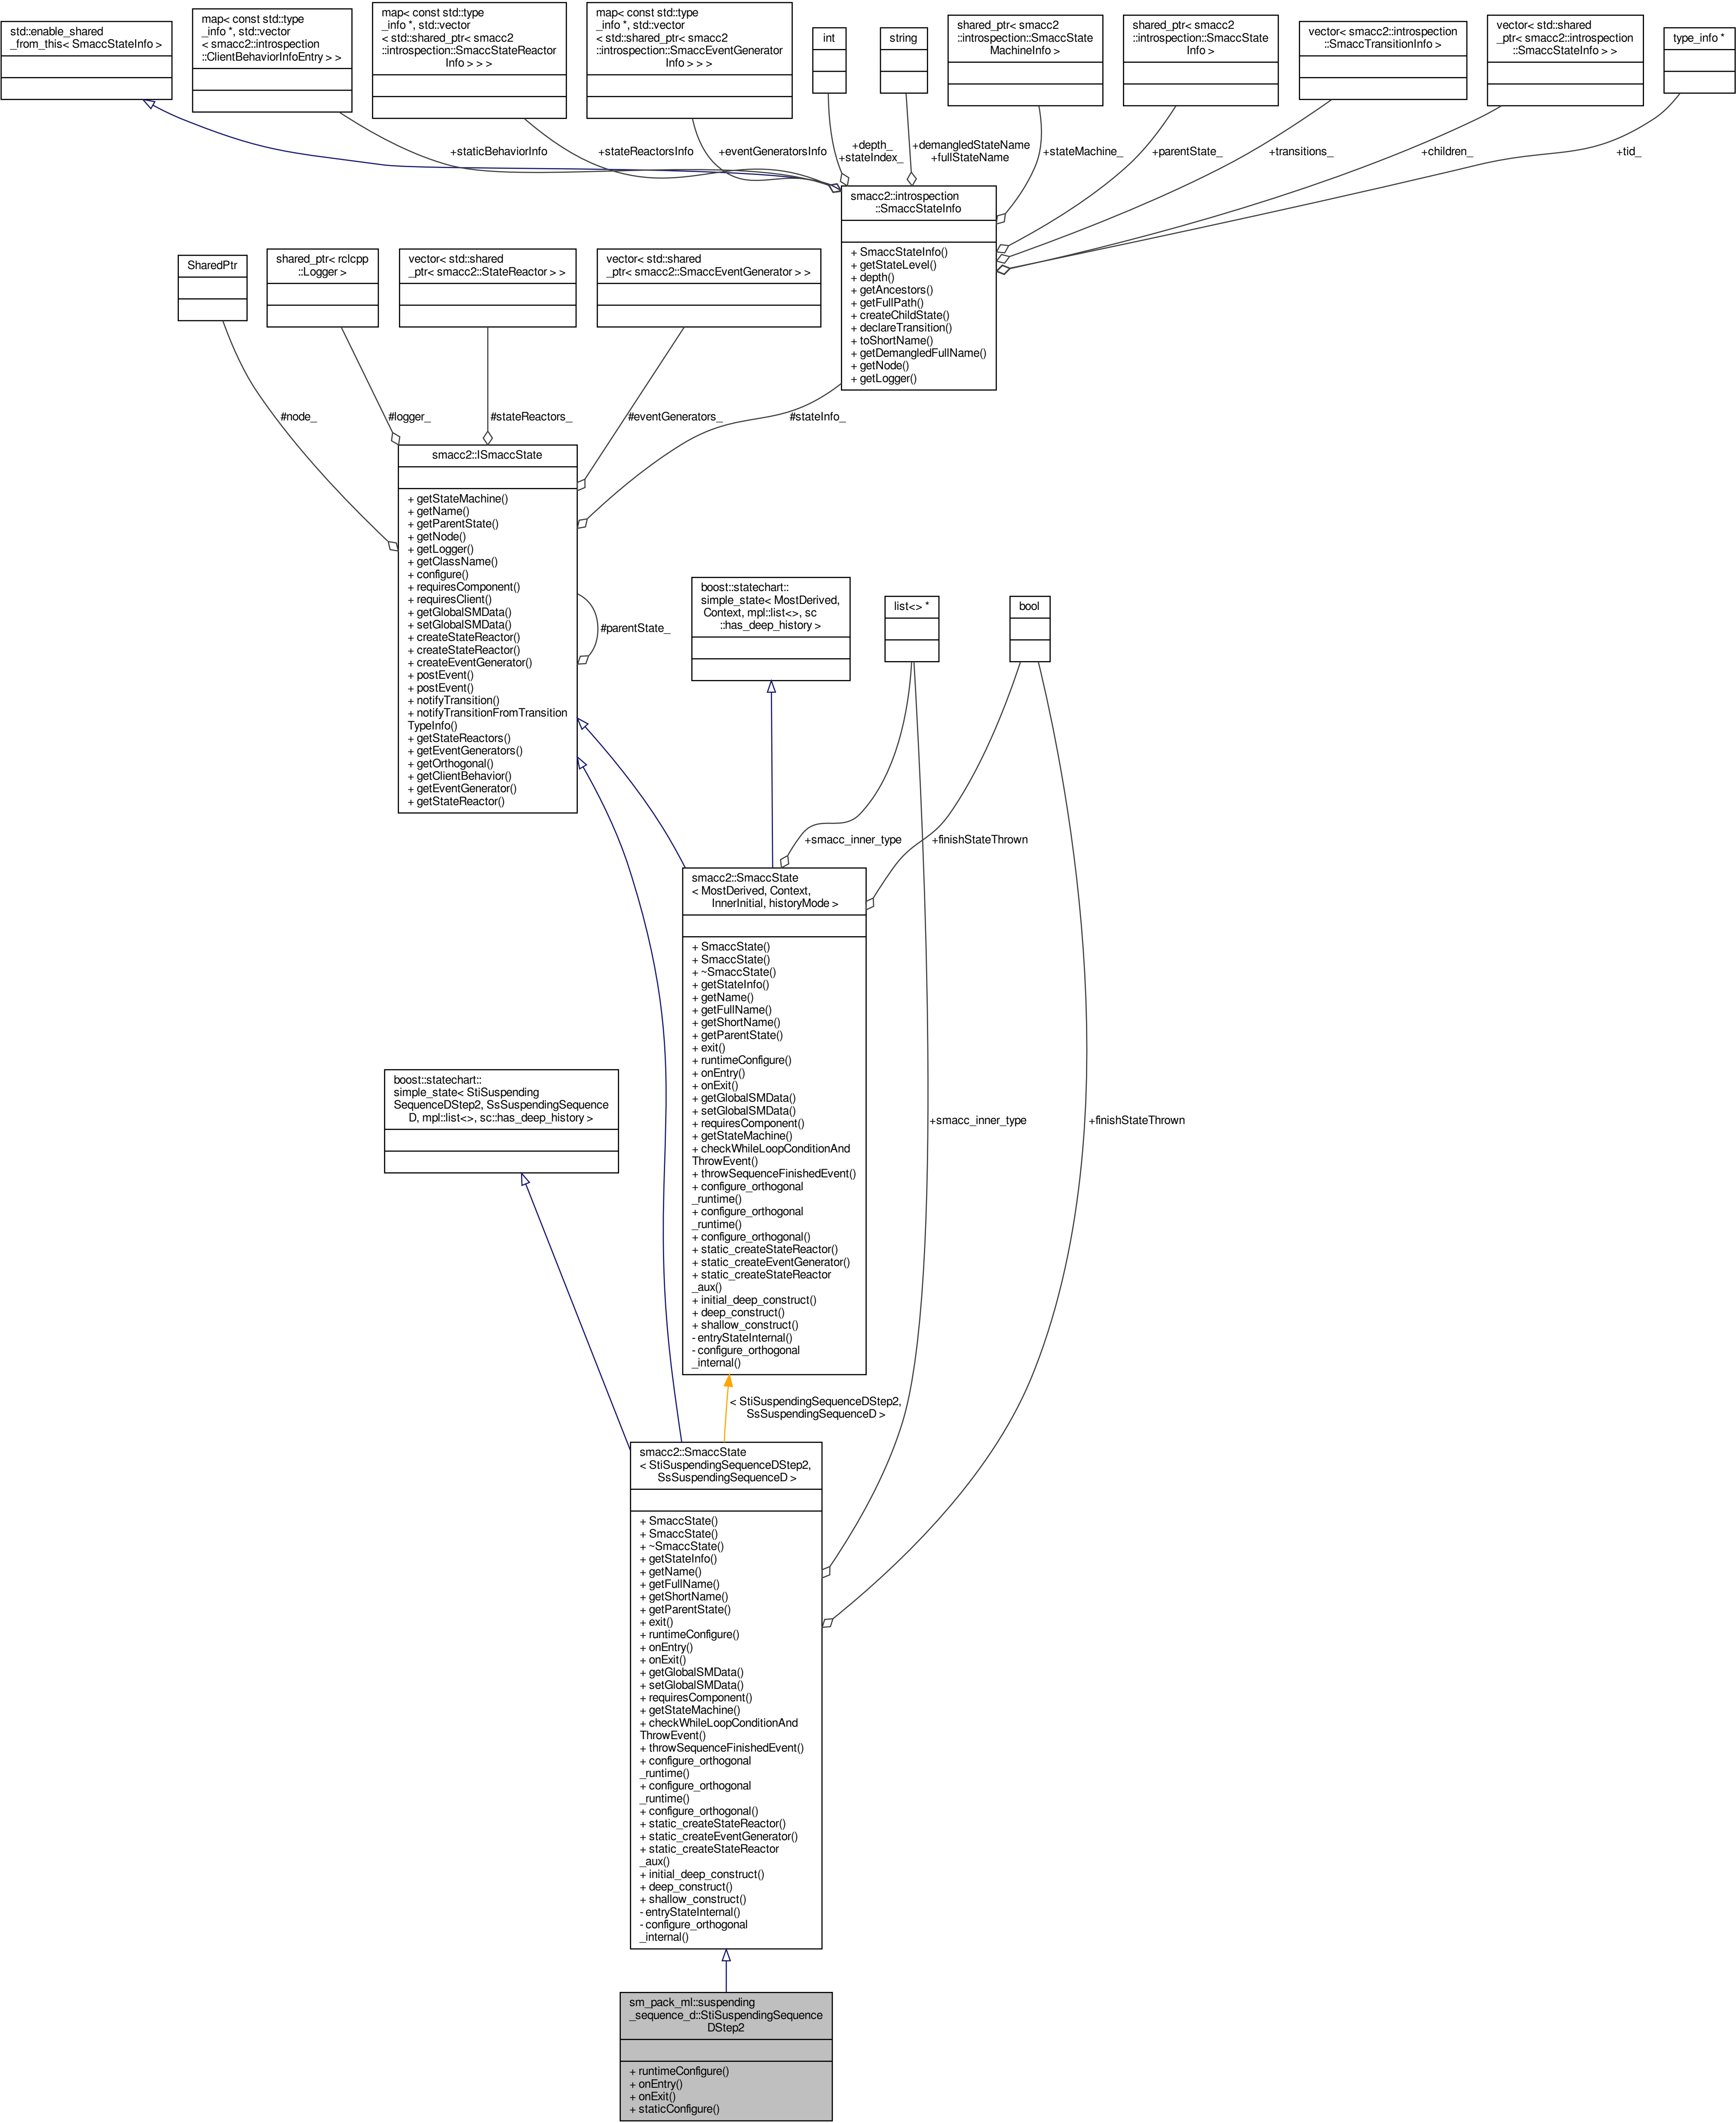 std::enable_shared
_from_this< SmaccStateInfo >
map< const std::type
_info *, std::vector
< smacc2::introspection
::ClientBehaviorInfoEntry > >
map< const std::type
_info *, std::vector
< std::shared_ptr< smacc2
::introspection::SmaccStateReactor
Info > > >
map< const std::type
_info *, std::vector
< std::shared_ptr< smacc2
::introspection::SmaccEventGenerator
Info > > >
int
string
shared_ptr< smacc2
::introspection::SmaccState
MachineInfo >
shared_ptr< smacc2
::introspection::SmaccState
Info >
vector< smacc2::introspection
::SmaccTransitionInfo >
vector< std::shared
_ptr< smacc2::introspection
::SmaccStateInfo > >
type_info *
+staticBehaviorInfo
+stateReactorsInfo
+eventGeneratorsInfo
+depth_
+stateIndex_
+demangledStateName
+fullStateName
+stateMachine_
+parentState_
+transitions_
+children_
+tid_
smacc2::introspection
::SmaccStateInfo
+ SmaccStateInfo()
+ getStateLevel()
+ depth()
+ getAncestors()
+ getFullPath()
+ createChildState()
+ declareTransition()
+ toShortName()
+ getDemangledFullName()
+ getNode()
+ getLogger()
SharedPtr
shared_ptr< rclcpp
::Logger >
vector< std::shared
_ptr< smacc2::StateReactor > >
vector< std::shared
_ptr< smacc2::SmaccEventGenerator > >
#node_
#logger_
#stateReactors_
#eventGenerators_
#stateInfo_
smacc2::ISmaccState
+ getStateMachine()
+ getName()
+ getParentState()
+ getNode()
+ getLogger()
+ getClassName()
+ configure()
+ requiresComponent()
+ requiresClient()
+ getGlobalSMData()
+ setGlobalSMData()
+ createStateReactor()
+ createStateReactor()
+ createEventGenerator()
+ postEvent()
+ postEvent()
+ notifyTransition()
+ notifyTransitionFromTransition
TypeInfo()
+ getStateReactors()
+ getEventGenerators()
+ getOrthogonal()
+ getClientBehavior()
+ getEventGenerator()
+ getStateReactor()
#parentState_
boost::statechart::
simple_state< MostDerived,
Context, mpl::list<>, sc
::has_deep_history >
list<> *
bool
+smacc_inner_type
+finishStateThrown
smacc2::SmaccState
< MostDerived, Context,
InnerInitial, historyMode >
+ SmaccState()
+ SmaccState()
+ ~SmaccState()
+ getStateInfo()
+ getName()
+ getFullName()
+ getShortName()
+ getParentState()
+ exit()
+ runtimeConfigure()
+ onEntry()
+ onExit()
+ getGlobalSMData()
+ setGlobalSMData()
+ requiresComponent()
+ getStateMachine()
+ checkWhileLoopConditionAnd
ThrowEvent()
+ throwSequenceFinishedEvent()
+ configure_orthogonal
_runtime()
+ configure_orthogonal
_runtime()
+ configure_orthogonal()
+ static_createStateReactor()
+ static_createEventGenerator()
+ static_createStateReactor
_aux()
+ initial_deep_construct()
+ deep_construct()
+ shallow_construct()
- entryStateInternal()
- configure_orthogonal
_internal()
boost::statechart::
simple_state< StiSuspending
SequenceDStep2, SsSuspendingSequence
D, mpl::list<>, sc::has_deep_history >
+smacc_inner_type
+finishStateThrown
< StiSuspendingSequenceDStep2,
SsSuspendingSequenceD >
smacc2::SmaccState
< StiSuspendingSequenceDStep2,
SsSuspendingSequenceD >
+ SmaccState()
+ SmaccState()
+ ~SmaccState()
+ getStateInfo()
+ getName()
+ getFullName()
+ getShortName()
+ getParentState()
+ exit()
+ runtimeConfigure()
+ onEntry()
+ onExit()
+ getGlobalSMData()
+ setGlobalSMData()
+ requiresComponent()
+ getStateMachine()
+ checkWhileLoopConditionAnd
ThrowEvent()
+ throwSequenceFinishedEvent()
+ configure_orthogonal
_runtime()
+ configure_orthogonal
_runtime()
+ configure_orthogonal()
+ static_createStateReactor()
+ static_createEventGenerator()
+ static_createStateReactor
_aux()
+ initial_deep_construct()
+ deep_construct()
+ shallow_construct()
- entryStateInternal()
- configure_orthogonal
_internal()
sm_pack_ml::suspending
_sequence_d::StiSuspendingSequence
DStep2
+ runtimeConfigure()
+ onEntry()
+ onExit()
+ staticConfigure()